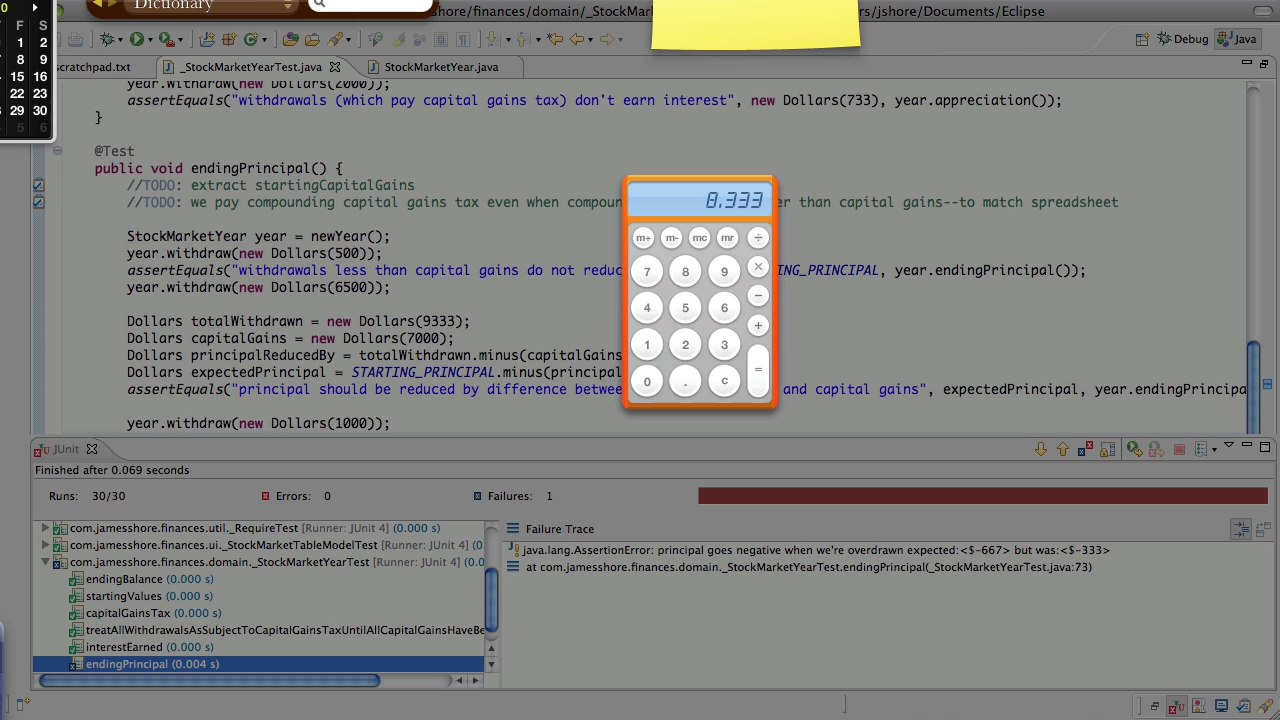 0
Dictionary
F S
1 2
8 9
15 16
22 23
29 30
5 6
shore/finances/domain/_StockMar
rs/jshore/Documents/Eclipse
Debug Java
scratchpad.txt _StockMarketYearTest.java StockMarketYear.java
year.withdraw(new Dollars(2000));
assertEquals("withdrawals (which pay capital gains tax) don't earn interest", new Dollars(733), year.appreciation());
}
@Test
public void endingPrincipal() {
//TODO: extract startingCapitalGains
//TODO: we pay compounding capital gains tax even when compoun er than capital gains--to match spreadsheet
StockMarketYear year = newYear();
year.withdraw(new Dollars(500));
assertEquals("withdrawals less than capital gains do not reduc NG_PRINCIPAL, year.endingPrincipal());
year.withdraw(new Dollars(6500));
Dollars totalWithdrawn = new Dollars(9333);
Dollars capitalGains = new Dollars(7000);
Dollars principalReducedBy = totalWithdrawn.minus(capitalGains
Dollars expectedPrincipal = STARTING_PRINCIPAL.minus(principal
assertEquals("principal should be reduced by difference betwee and capital gains", expectedPrincipal, year.endingPrincipa
year.withdraw(new Dollars(1000));
8.333
m+ m- mc mr ÷
7 8 9 ×
4 5 6 −
1 2 3 +
0 . c =
JUnit
Finished after 0.069 seconds
Runs: 30/30 Errors: 0 Failures: 1
com.jamesshore.finances.util._RequireTest [Runner: JUnit 4] (0.000 s)
com.jamesshore.finances.ui._StockMarketTableModelTest [Runner: JUnit 4] (0
com.jamesshore.finances.domain._StockMarketYearTest [Runner: JUnit 4] (0.0
endingBalance (0.000 s)
startingValues (0.000 s)
capitalGainsTax (0.000 s)
treatAllWithdrawalsAsSubjectToCapitalGainsTaxUntilAllCapitalGainsHaveBe
interestEarned (0.000 s)
endingPrincipal (0.004 s)
Failure Trace
java.lang.AssertionError: principal goes negative when we're overdrawn expected:<$-667> but was:<$-333>
at com.jamesshore.finances.domain._StockMarketYearTest.endingPrincipal(_StockMarketYearTest.java:73)